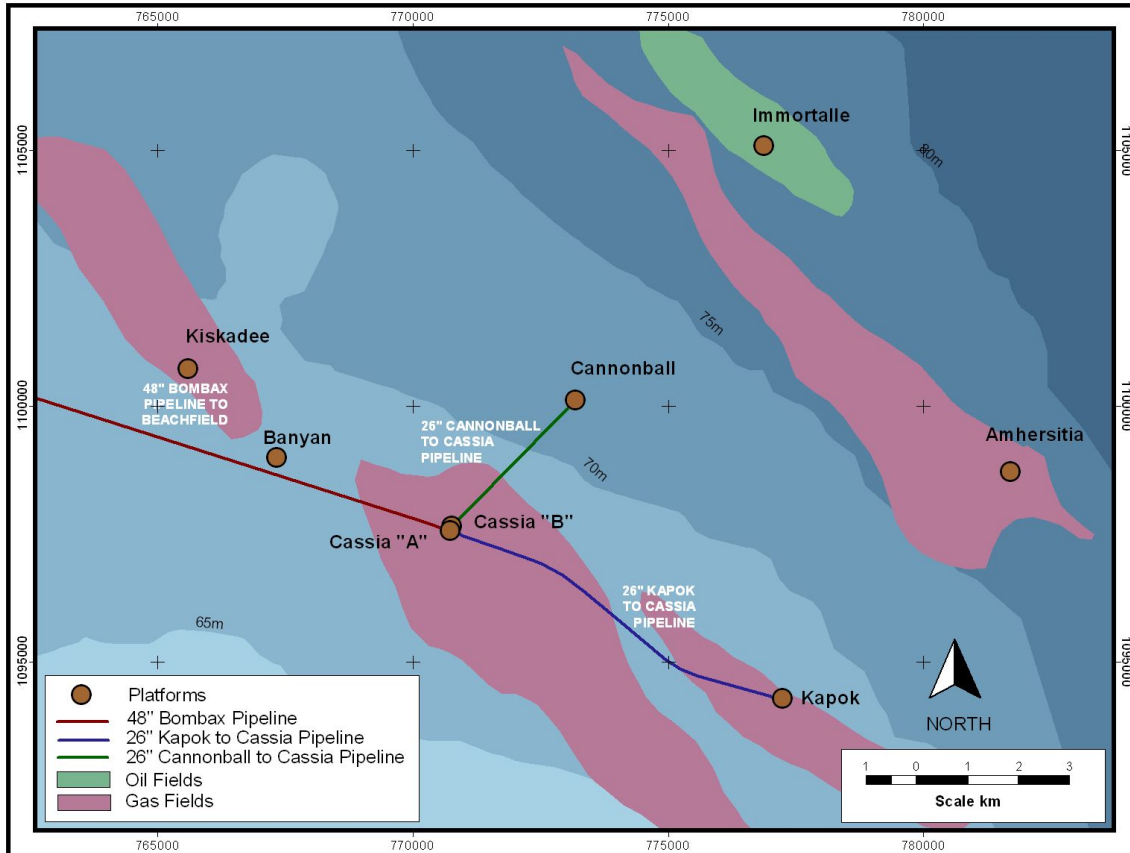 765000
770000
775000
780000
1105000
1105000
Immortalle
80m
75m
Kiskadee
48" BOMBAX
PIPELINE TO
BEACHFIELD
Cannonball
1100000
1100000
26" CANNONBALL
TO CASSIA
PIPELINE
Banyan
Amhersitia
70m
Cassia "B"
Cassia "A"
26" KAPOK
TO CASSIA
PIPELINE
65m
1095000
1095000
Kapok
Platforms
48" Bombax Pipeline
26" Kapok to Cassia Pipeline
26" Cannonball to Cassia Pipeline
Oil Fields
Gas Fields
NORTH
1 0 1 2 3
Scale km
765000
770000
775000
780000